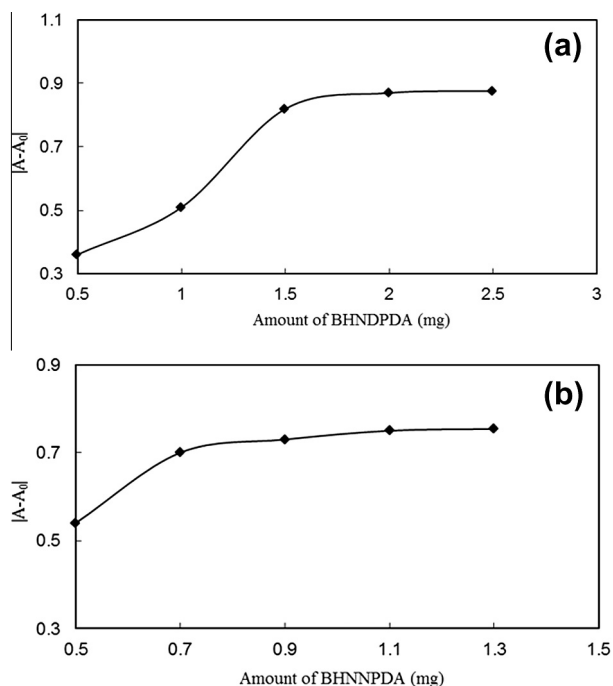 (a)
1.1
0.9
0.7
0.5
0.3
|A-A0|
0.5 1 1.5 2 2.5 3
Amount of BHNDPDA (mg)
(b)
0.9
0.7
0.5
0.3
|A-A0|
0.5 0.7 0.9 1.1 1.3 1.5
Amount of BHNNPDA (mg)